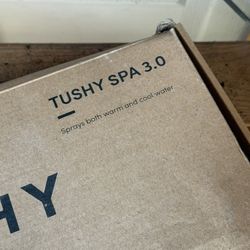 TUSHY SPA 3.0
Sprays both warm and cool water
HY